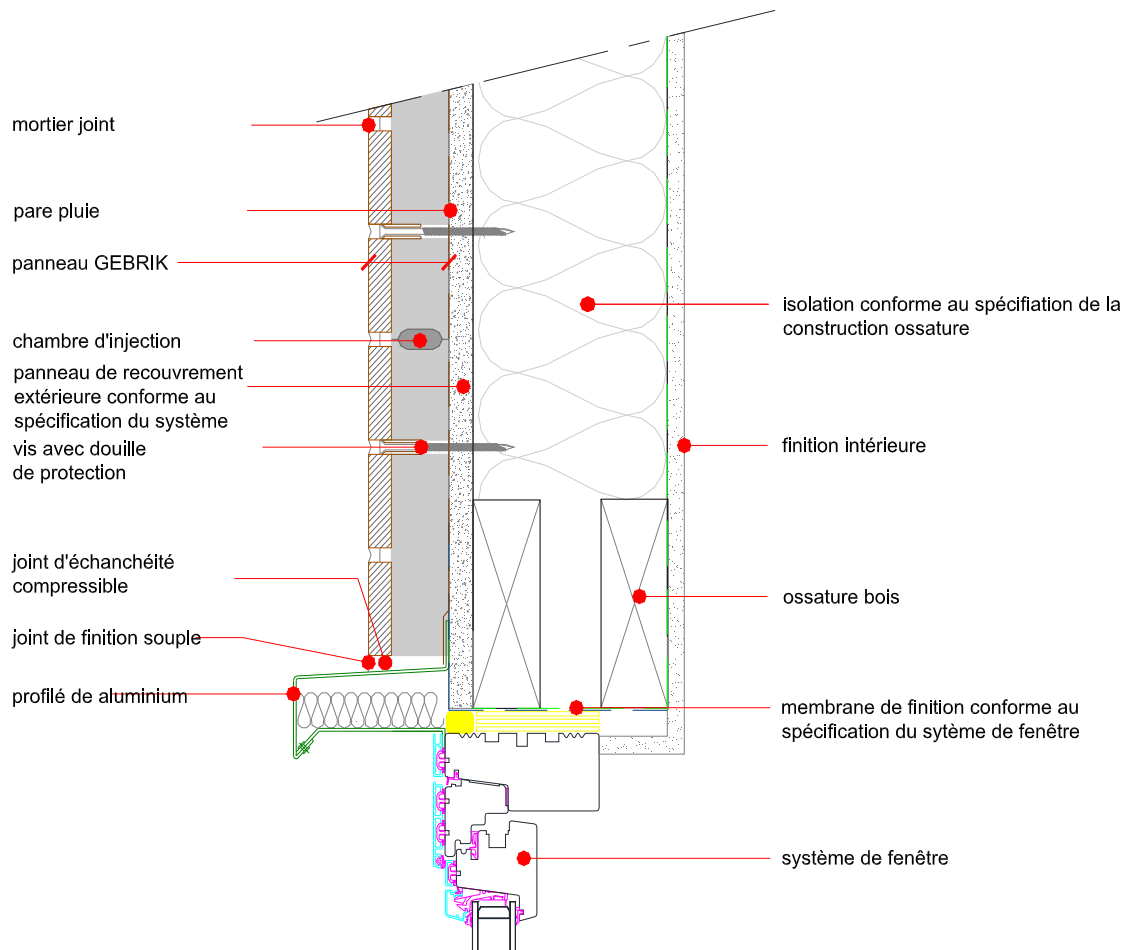 mortier joint
pare pluie
panneau GEBRIK
chambre d'injection
panneau de recouvrement
extérieure conforme au
spécification du système
vis avec douille
de protection
joint d'échanchéité
compressible
joint de finition souple
profilé de aluminium
isolation conforme au spécifiation de la
construction ossature
finition intérieure
ossature bois
membrane de finition conforme au
spécification du sytème de fenêtre
système de fenêtre